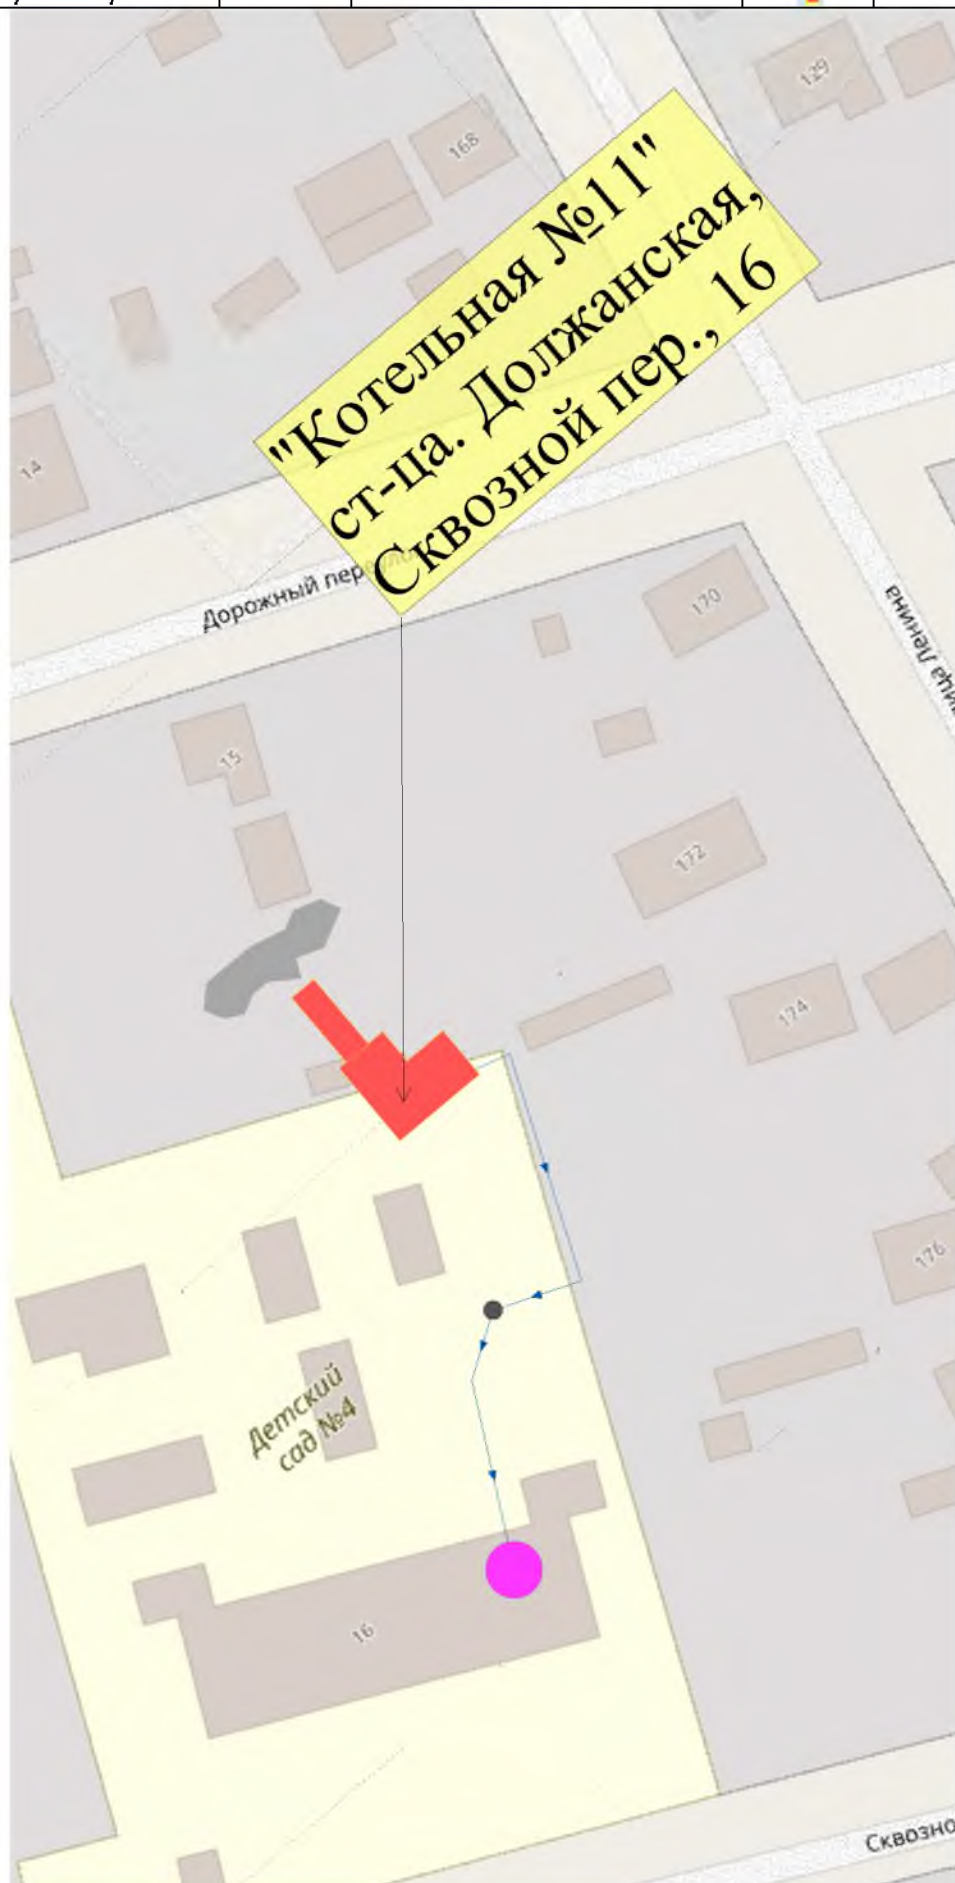 129
168
"Котельная №11"
ст-ца. Должанская,
Сквозной пер., 16
14
Дорожный пер
170
15
172
174
176
Детский
сад №4
16
Сквозно